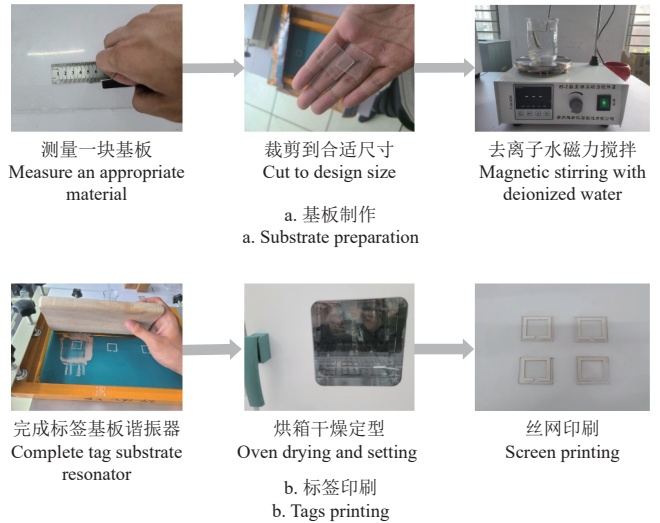 测量一块基板
Measure an appropriate
material
裁剪到合适尺寸
Cut to design size
去离子水磁力搅拌
Magnetic stirring with
deionized water
a. 基板制作
a. Substrate preparation
完成标签基板谐振器
Complete tag substrate
resonator
烘箱干燥定型
Oven drying and setting
丝网印刷
Screen printing
b. 标签印刷
b. Tags printing